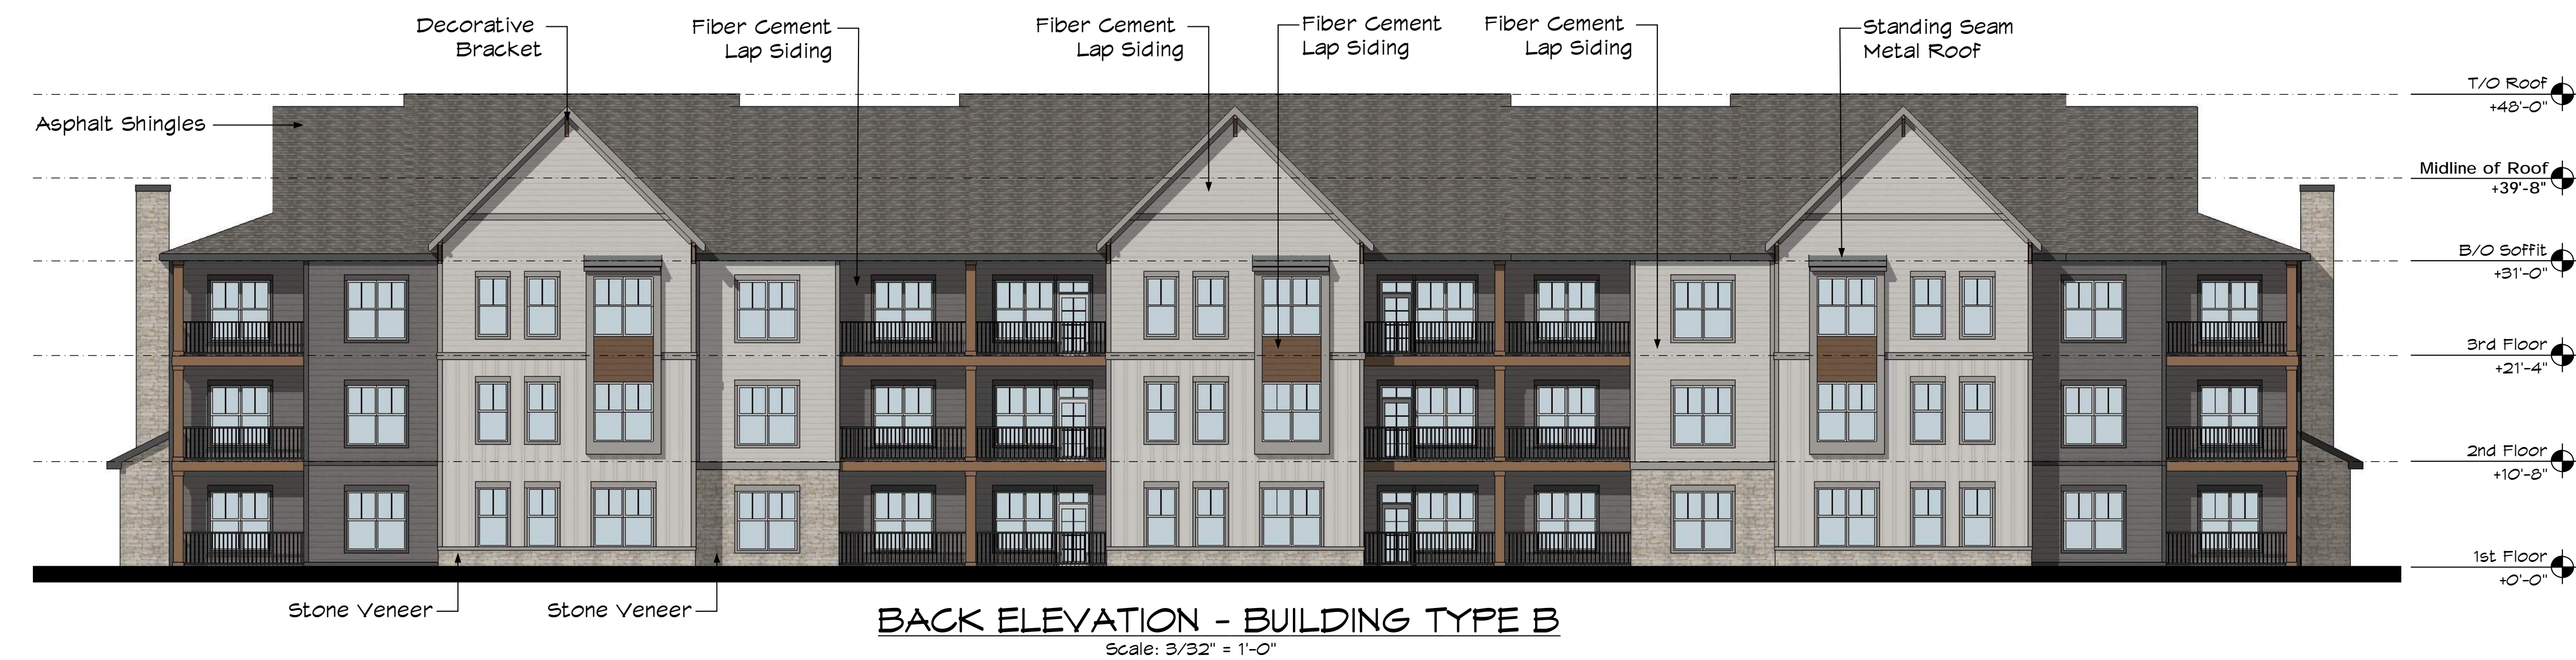 Decorative
Bracket
Fiber Cement
Lap Siding
Fiber Cement
Lap Siding
Fiber Cement
Lap Siding
Fiber Cement
Lap Siding
Standing Seam
Metal Roof
Asphalt Shingles
T/O Roof
+48'-0"
Midline of Roof
+39'-8"
B/O Soffit
+31'-0"
3rd Floor
+21'-4"
2nd Floor
+10'-8"
1st Floor
+0'-0"
Stone Veneer
Stone Veneer
BACK ELEVATION - BUILDING TYPE B
Scale: 3/32" = 1'-0"